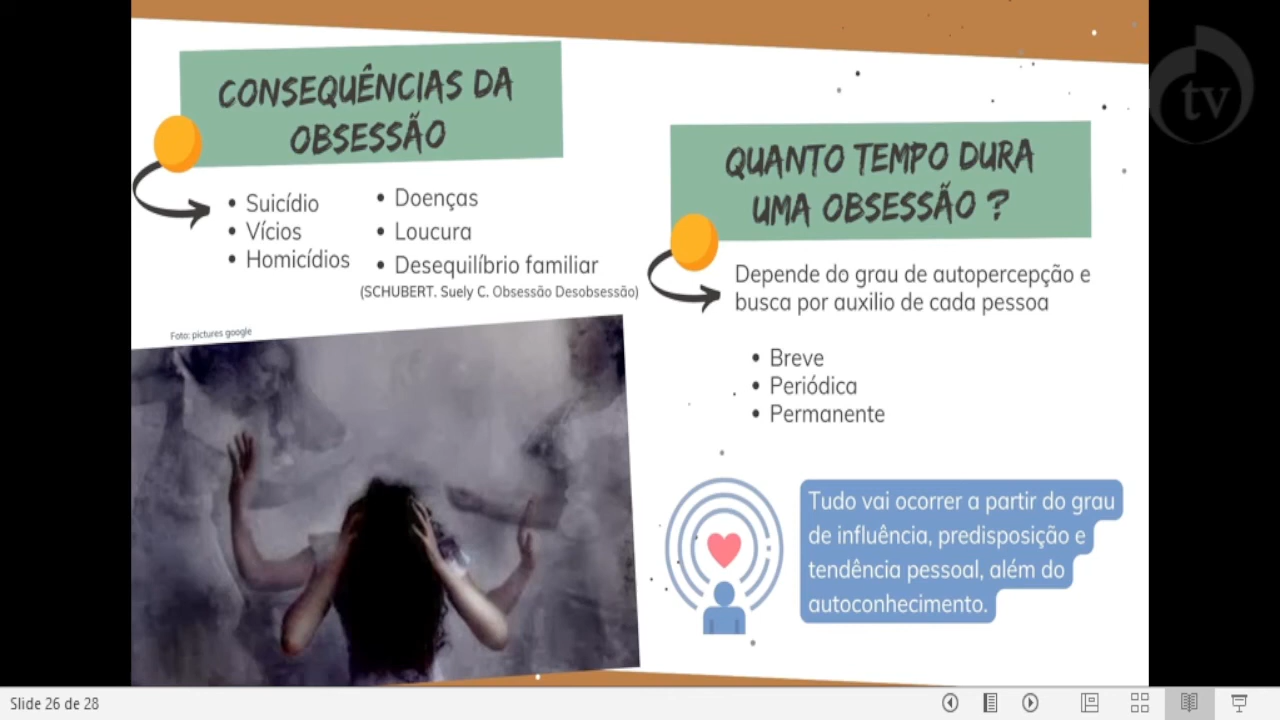 CONSEQUÊNCIAS DA
OBSESSÃO
• Suicídio
• Vícios
• Homicídios
• Doenças
• Loucura
• Desequilíbrio familiar
(SCHUBERT. Suely C. Obsessão Desobsessão)
Foto: pictures google
QUANTO TEMPO DURA
UMA OBSESSÃO ?
Depende do grau de autopercepção e
busca por auxilio de cada pessoa
• Breve
• Periódica
• Permanente
Tudo vai ocorrer a partir do grau
de influência, predisposição e
tendência pessoal, além do
autoconhecimento.
tv
Slide 26 de 28